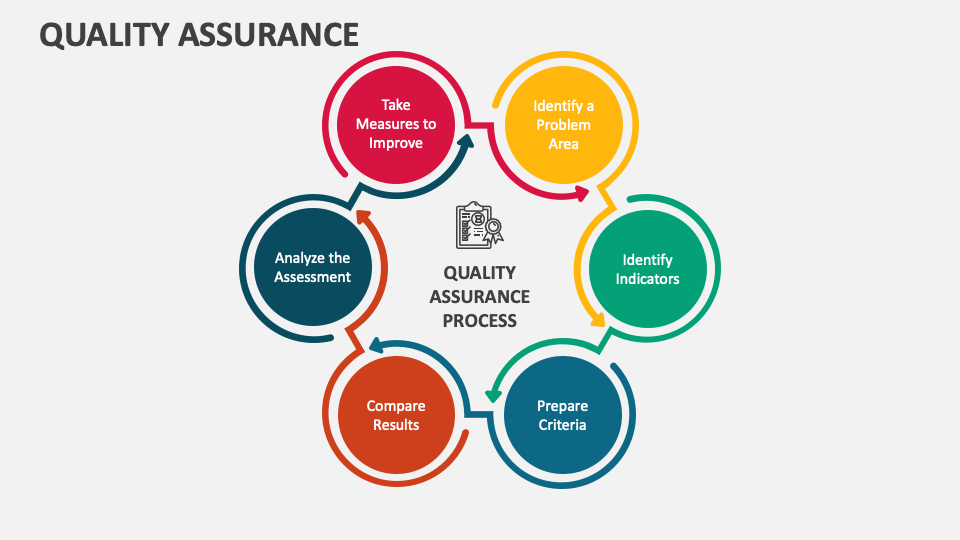 QUALITY ASSURANCE
Take
Measures to
Improve
Identify a
Problem
Area
Analyze the
Assessment
QUALITY
ASSURANCE
PROCESS
Identify
Indicators
Compare
Results
Prepare
Criteria